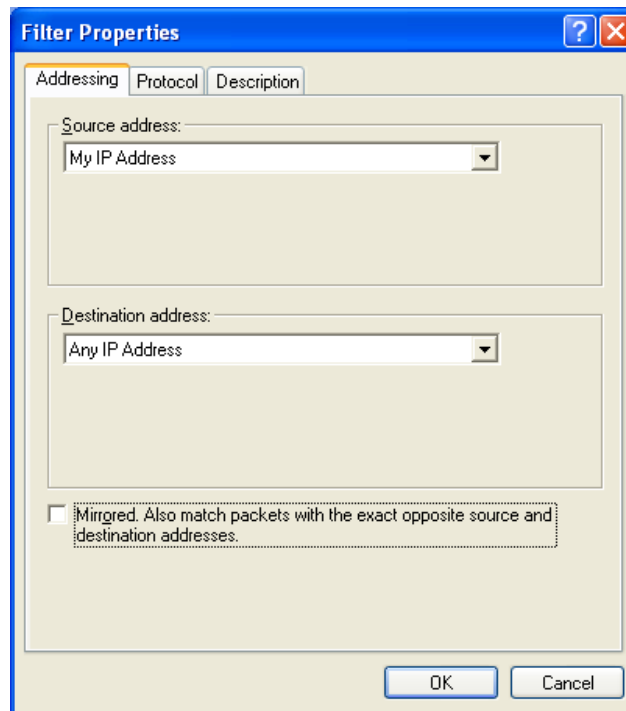 Filter Properties
Addressing Protocol Description
Source address:
My IP Address
Destination address:
Any IP Address
Mirrored. Also match packets with the exact opposite source and
destination addresses.
OK Cancel